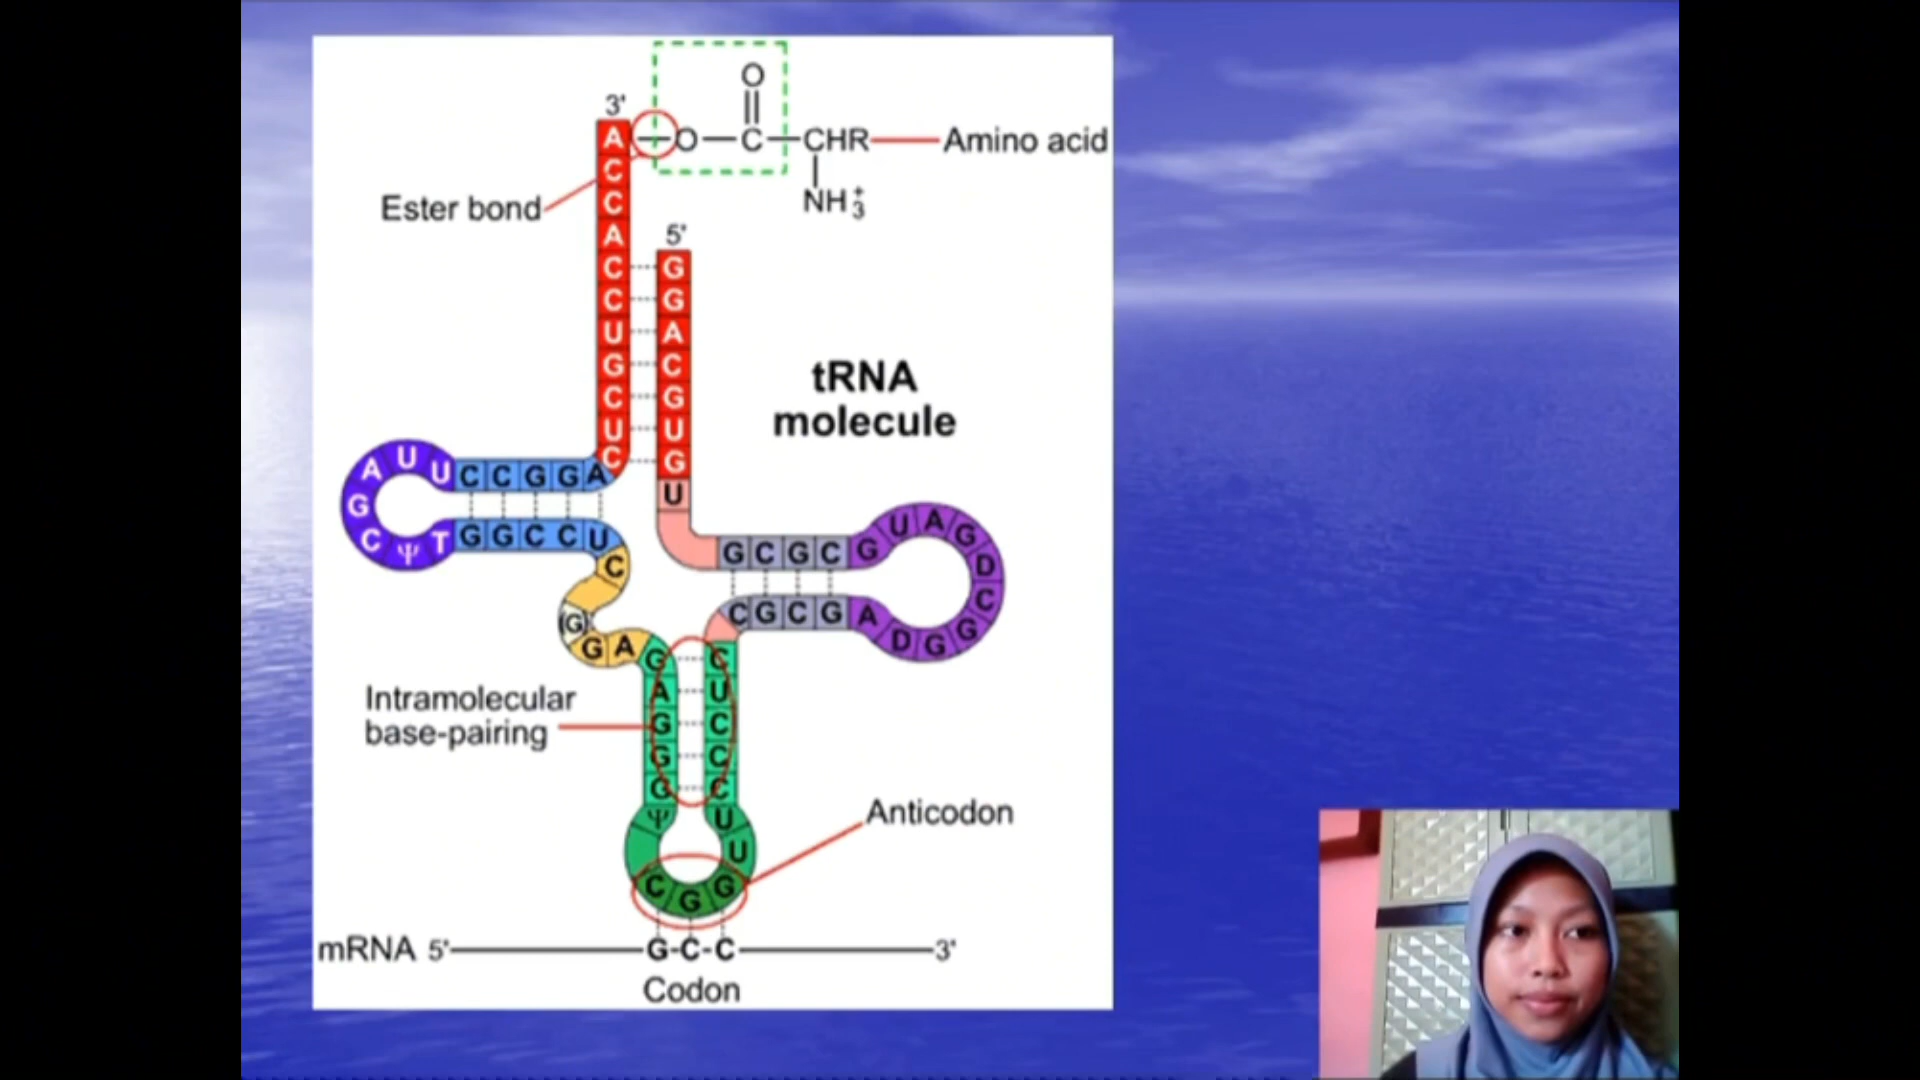 O
3'
A
O
C
CHR
Amino acid
C
NH3+
C
Ester bond
A
5'
C
G
C
G
U
A
tRNA
G
C
molecule
C
G
U
U
C
G
U
A U U C C G G A
G
C Ψ T G G C C U
C
(G)
G A
G C G C G U A G D C G G D A G C G C
G
C
A
U
G
C
G
C
G
C
Ψ
U
U
C G G
Intramolecular
base-pairing
Anticodon
mRNA 5' G-C-C 3'
Codon